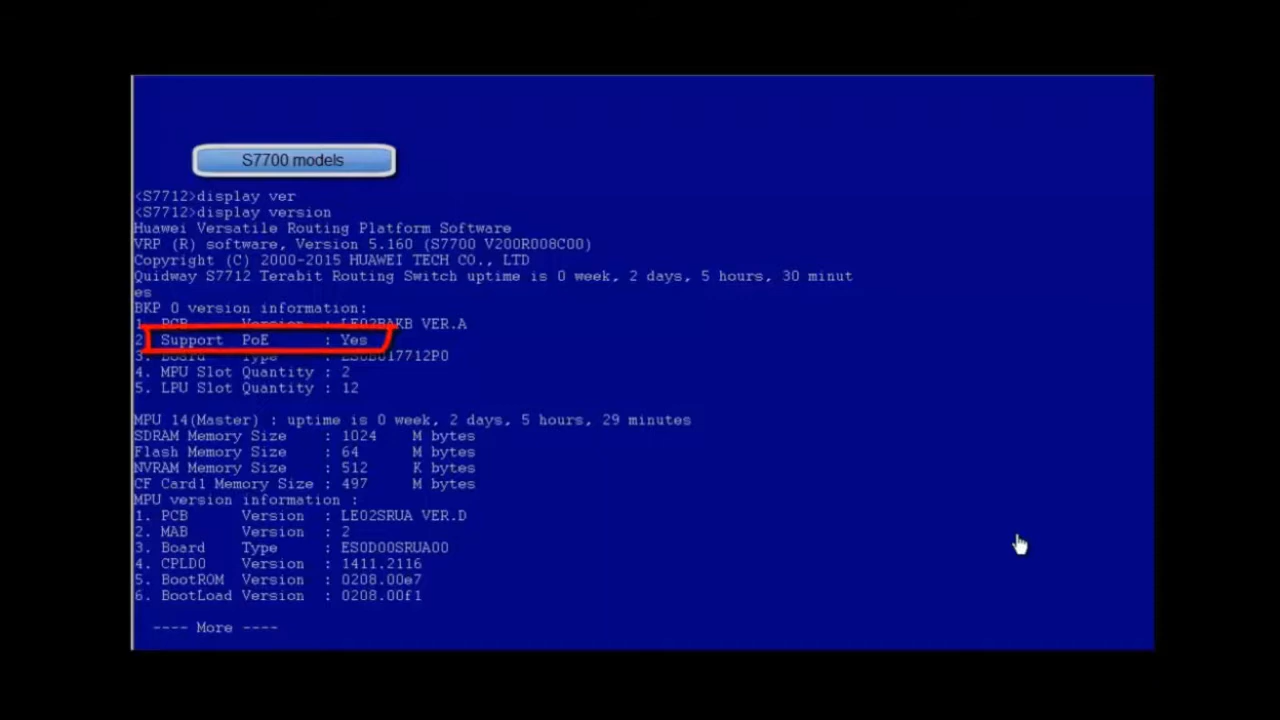 S7700 models
<S7712>display ver
<S7712>display version
Huawei Versatile Routing Platform Software
VRP (R) software, Version 5.160 (S7700 V200R008C00)
Copyright (C) 2000-2015 HUAWEI TECH CO., LTD
Quidway S7712 Terabit Routing Switch uptime is 0 week, 2 days, 5 hours, 30 minut
es
BKP 0 version information:
1. PCB      Version  : LE02BAKB VER.A
2  Support  PoE      : Yes
3. Board    Type     : ES0B017712P0
4. MPU Slot Quantity : 2
5. LPU Slot Quantity : 12
MPU 14(Master) : uptime is 0 week, 2 days, 5 hours, 29 minutes
SDRAM Memory Size    : 1024    M bytes
Flash Memory Size    : 64      M bytes
NVRAM Memory Size    : 512     K bytes
CF Card1 Memory Size : 497     M bytes
MPU version information :
1. PCB      Version  : LE02SRUA VER.D
2. MAB      Version  : 2
3. Board    Type     : ES0D00SRUA00
4. CPLD0    Version  : 1411.2116
5. BootROM  Version  : 0208.00e7
6. BootLoad Version  : 0208.00f1
---- More ----